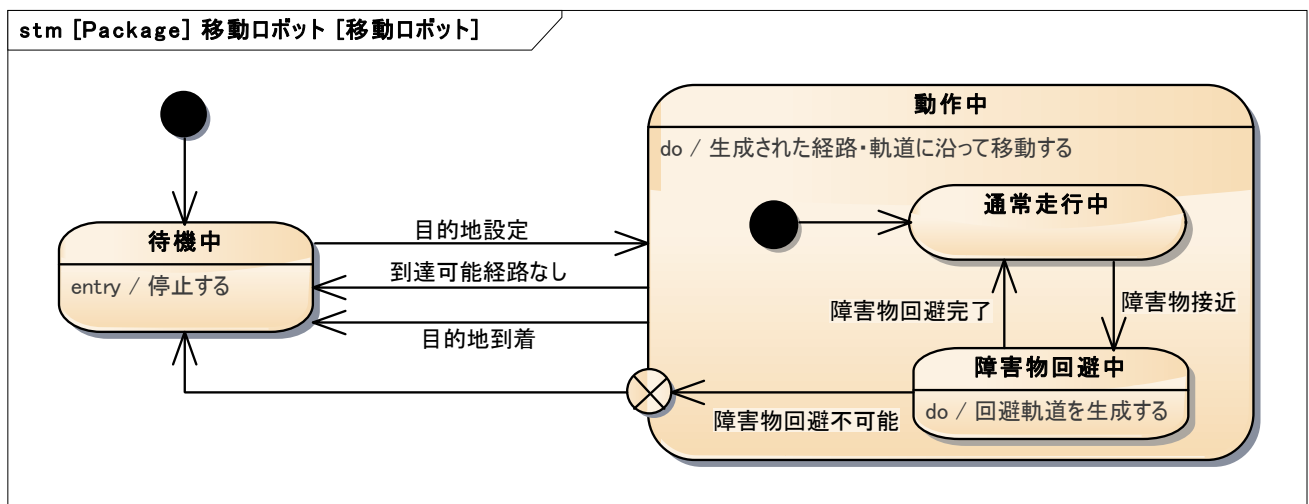 stm [Package] 移動ロボット [移動ロボット]
動作中
do / 生成された経路・軌道に沿って移動する
通常走行中
待機中
entry / 停止する
目的地設定
到達可能経路なし
目的地到着
障害物回避完了
障害物接近
障害物回避中
do / 回避軌道を生成する
障害物回避不可能